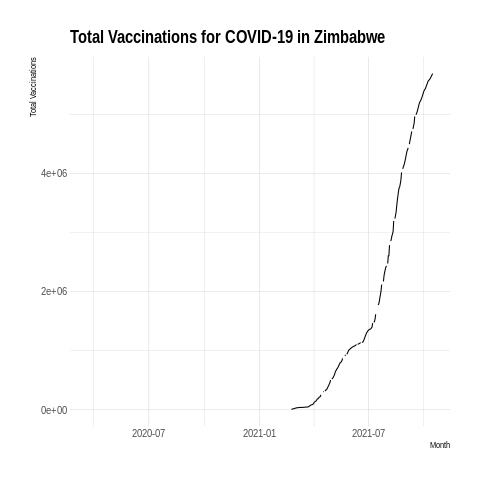 Total Vaccinations for COVID-19 in Zimbabwe
Total Vaccinations
4e+06
2e+06
0e+00
2020-07
2021-01
2021-07
Month